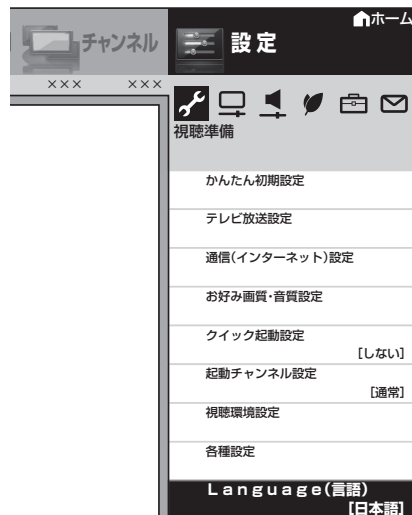 ホーム
チャンネル
設定
××× ×××
視聴準備
かんたん初期設定
テレビ放送設定
通信(インターネット)設定
お好み画質・音質設定
クイック起動設定
[しない]
起動チャンネル設定
[通常]
視聴環境設定
各種設定
Language(言語)
[日本語]